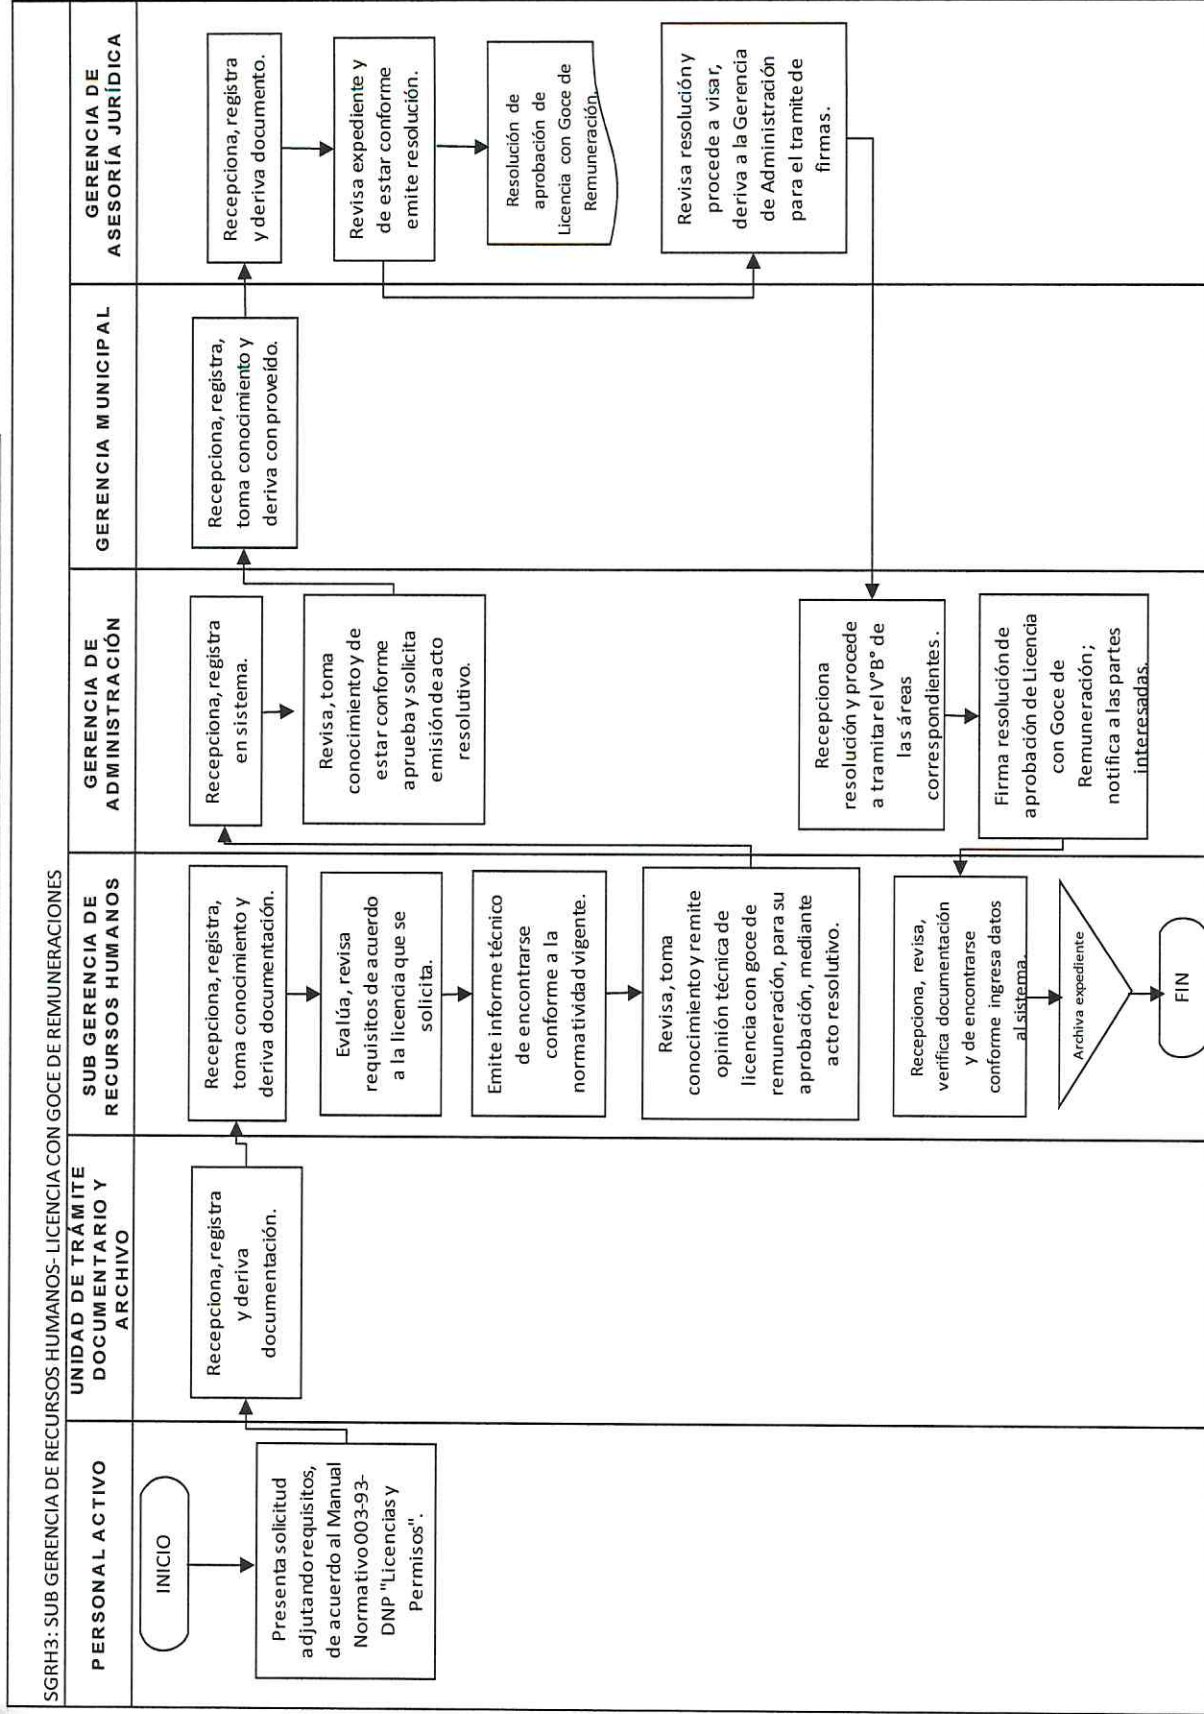 SGRH3: SUB GERENCIA DE RECURSOS HUMANOS- LICENCIA CON GOCE DE REMUNERACIONES
PERSONAL ACTIVO
UNIDAD DE TRÁMITE
DOCUMENTARIO Y
ARCHIVO
SUB GERENCIA DE
RECURSOS HUMANOS
GERENCIA DE
ADMINISTRACIÓN
GERENCIA MUNICIPAL
GERENCIA DE
ASESORÍA JURÍDICA
INICIO
Presenta solicitud
adjutando requisitos,
de acuerdo al Manual
Normativo 003-93-
DNP "Licencias y
Permisos".
Recepciona, registra
y deriva
documentación.
Recepciona, registra,
toma conocimiento y
deriva documentación.
Evalúa, revisa
requisitos de acuerdo
a la licencia que se
solicita.
Emite informe técnico
de encontrarse
conforme a la
normatividad vigente.
Revisa, toma
conocimiento y remite
opinión técnica de
licencia con goce de
remuneración, para su
aprobación, mediante
acto resolutivo.
Recepciona, registra
en sistema.
Revisa, toma
conocimiento y de
estar conforme
aprueba y solicita
emisión de acto
resolutivo.
Recepciona, registra,
toma conocimiento y
deriva con proveído.
Recepciona, registra
y deriva documento.
Revisa expediente y
de estar conforme
emite resolución.
Resolución de
aprobación de
Licencia con Goce de
Remuneración.
Revisa resolución y
procede a visar,
deriva a la Gerencia
de Administración
para el tramite de
firmas.
Recepciona
resolución y procede
a tramitar el V°B° de
las áreas
correspondientes.
Firma resolución de
aprobación de Licencia
con Goce de
Remuneración;
notifica a las partes
interesadas.
Recepciona, revisa,
verifica documentación
y de encontrarse
conforme ingresa datos
al sistema.
Archiva expediente
FIN